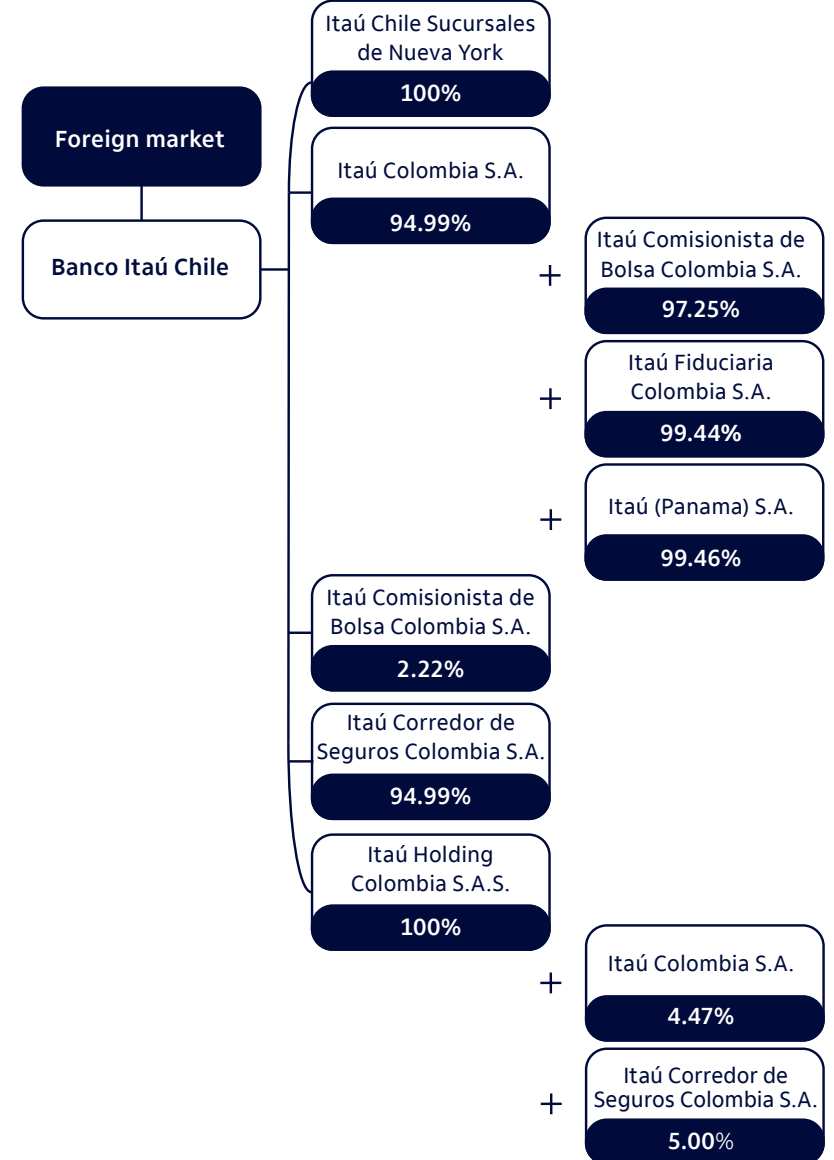 Itaú Chile Sucursales
de Nueva York
100%
Foreign market
Itaú Colombia S.A.
94.99%
Banco Itaú Chile
+
Itaú Comisionista de
Bolsa Colombia S.A.
97.25%
+
Itaú Fiduciaria
Colombia S.A.
99.44%
+
Itaú (Panama) S.A.
99.46%
Itaú Comisionista de
Bolsa Colombia S.A.
2.22%
Itaú Corredor de
Seguros Colombia S.A.
94.99%
Itaú Holding
Colombia S.A.S.
100%
+
Itaú Colombia S.A.
4.47%
+
Itaú Corredor de
Seguros Colombia S.A.
5.00%